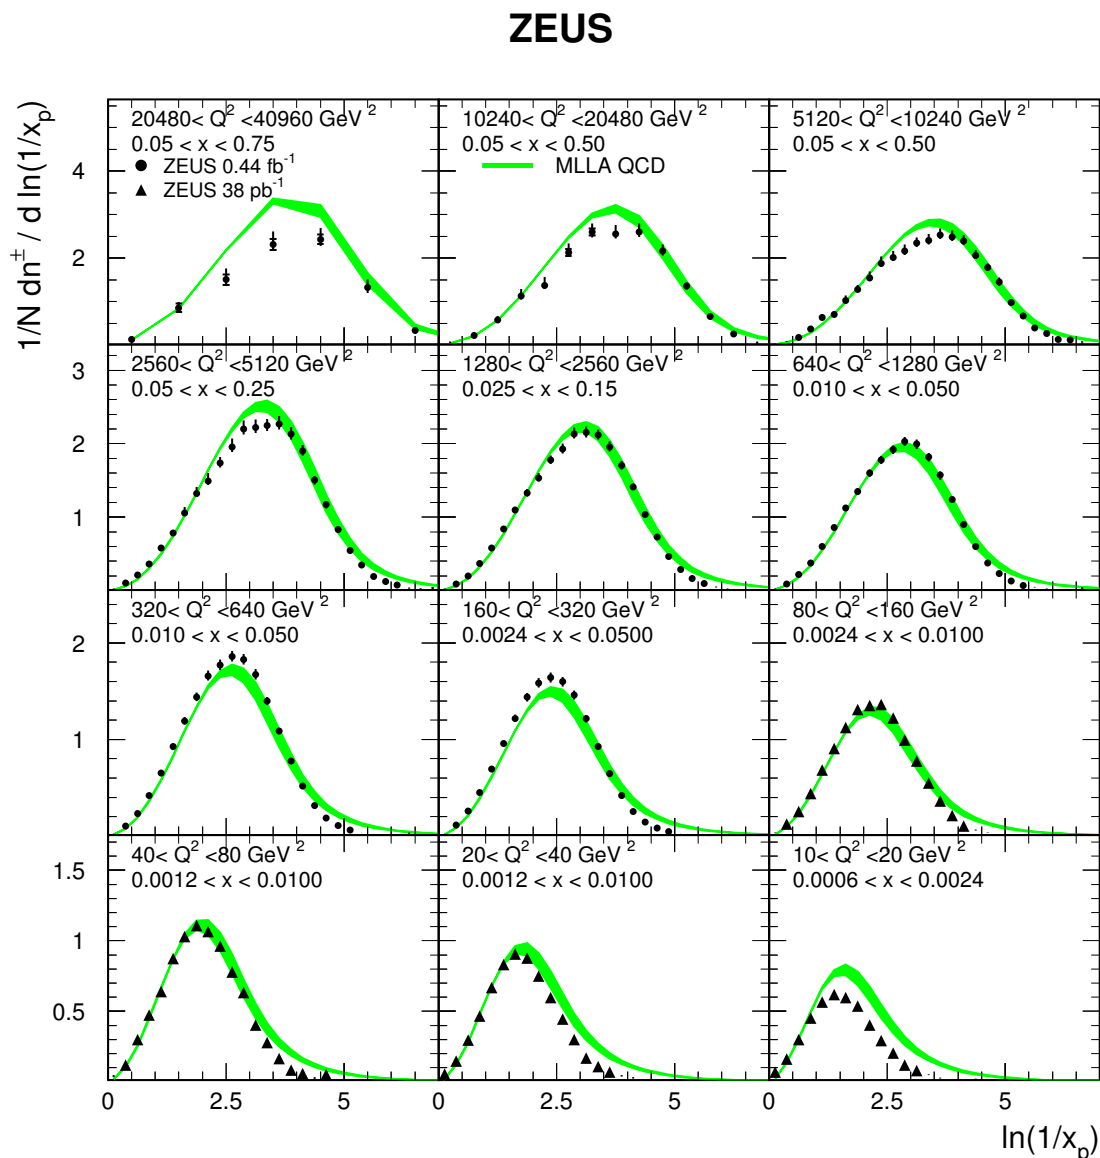 ZEUS
1/N dn± / d ln(1/x_p)
20480< Q² <40960 GeV²
0.05 < x < 0.75
ZEUS 0.44 fb⁻¹
ZEUS 38 pb⁻¹
10240< Q² <20480 GeV²
0.05 < x < 0.50
MLLA QCD
5120< Q² <10240 GeV²
0.05 < x < 0.50
4
2
2560< Q² <5120 GeV²
0.05 < x < 0.25
1280< Q² <2560 GeV²
0.025 < x < 0.15
640< Q² <1280 GeV²
0.010 < x < 0.050
3
2
1
320< Q² <640 GeV²
0.010 < x < 0.050
160< Q² <320 GeV²
0.0024 < x < 0.0500
80< Q² <160 GeV²
0.0024 < x < 0.0100
2
1
40< Q² <80 GeV²
0.0012 < x < 0.0100
20< Q² <40 GeV²
0.0012 < x < 0.0100
10< Q² <20 GeV²
0.0006 < x < 0.0024
1.5
1
0.5
0 2.5 5 0 2.5 5 0 2.5 5
ln(1/x_p)